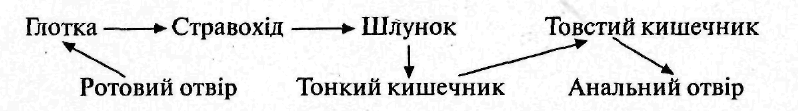 Глотка Стравохід Шлунок Товстий кишечник
Ротовий отвір Тонкий кишечник Анальний отвір